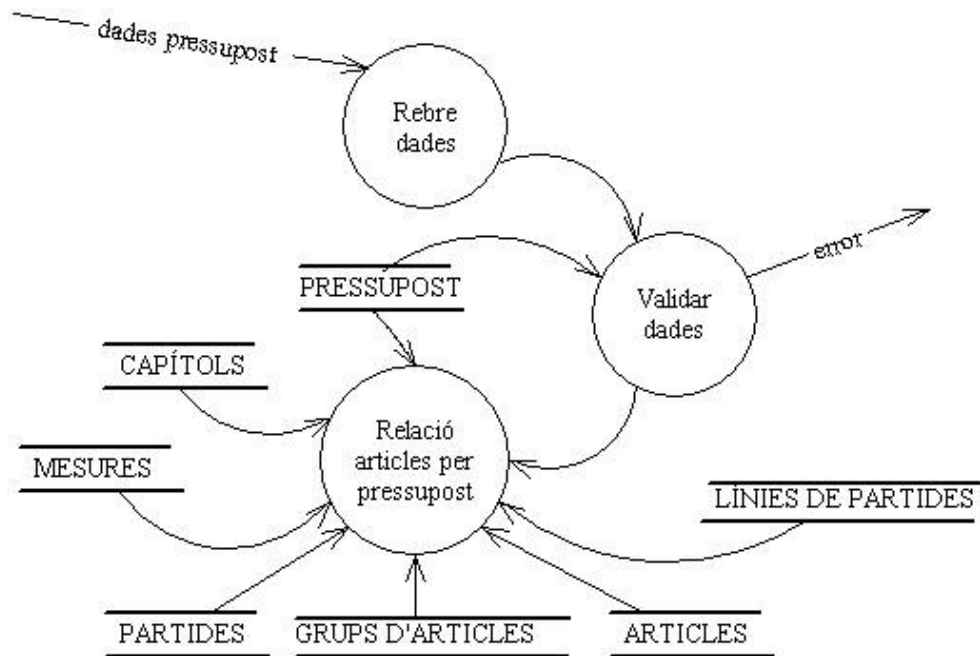 dades pressupost
Rebre
dades
error
PRESSUPOST
Validar
dades
CAPÍTOLS
Relació
articles per
pressupost
MESURES
LÍNIES DE PARTIDES
PARTIDES
GRUPS D'ARTICLES
ARTICLES